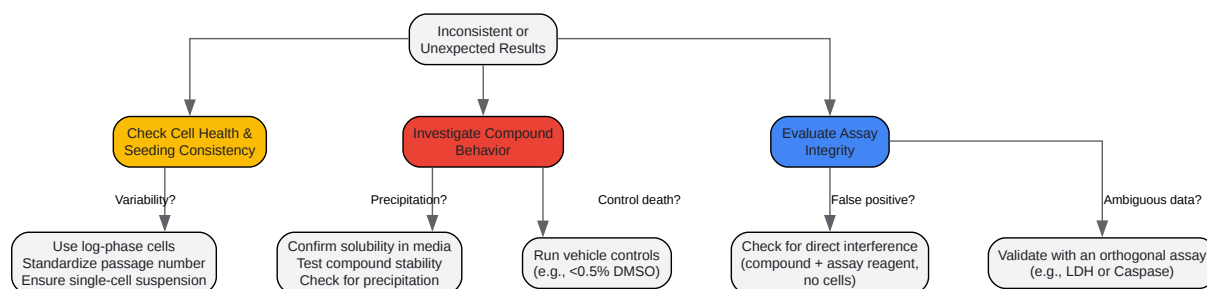 Inconsistent or
Unexpected Results
Check Cell Health &
Seeding Consistency
Investigate Compound
Behavior
Evaluate Assay
Integrity
Variability?
Precipitation?
Control death?
False positive?
Ambiguous data?
Use log-phase cells
Standardize passage number
Ensure single-cell suspension
Confirm solubility in media
Test compound stability
Check for precipitation
Run vehicle controls
(e.g., <0.5% DMSO)
Check for direct interference
(compound + assay reagent,
no cells)
Validate with an orthogonal assay
(e.g., LDH or Caspase)